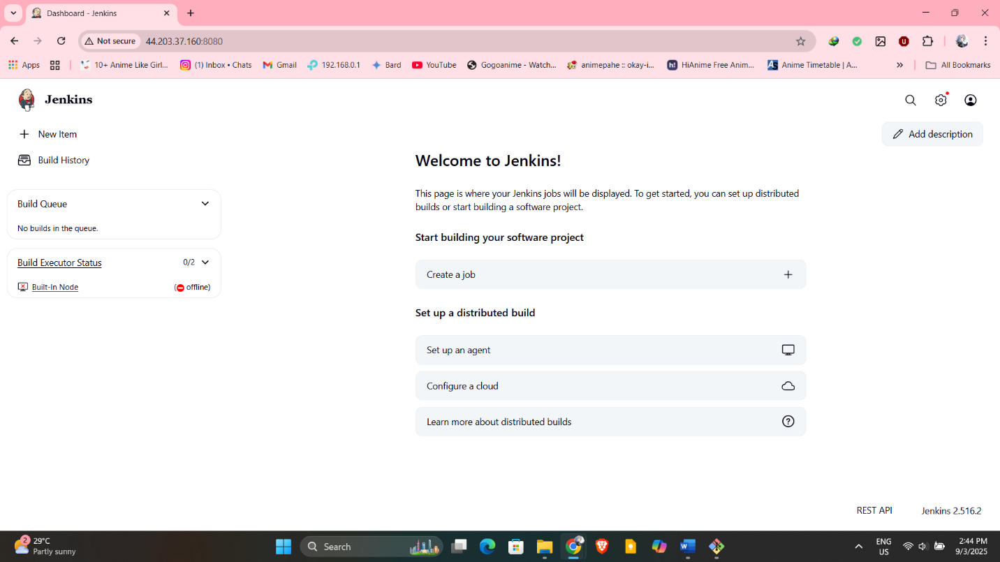 Dashboard - Jenkins
Not secure 44.203.37.160:8080
u
Apps 10+ Anime Like Girl... (1) Inbox • Chats Gmail 192.168.0.1 Bard YouTube Gogoanime - Watch... animepahe :: okay-i... h! HiAnime Free Anim... AS Anime Timetable | A... » All Bookmarks
Jenkins
New Item
Add description
Build History
Welcome to Jenkins!
This page is where your Jenkins jobs will be displayed. To get started, you can set up distributed
builds or start building a software project.
Build Queue
No builds in the queue.
Start building your software project
Build Executor Status 0/2
Create a job
Built-In Node (offline)
Set up a distributed build
Set up an agent
Configure a cloud
Learn more about distributed builds
REST API Jenkins 2.516.2
2
29°C
Partly sunny
Search
W
ENG
US
2:44 PM
9/3/2025